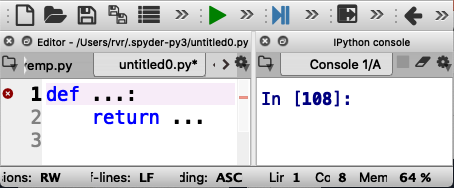 Editor - /Users/rvr/.spyder-py3/untitled0.py
IPython console
emp.py
untitled0.py*
Console 1/A
1 def ...:
2 return ...
3
In [108]:
sions: RW f-lines: LF ding: ASC Lir 1 Co 8 Mem 64 %